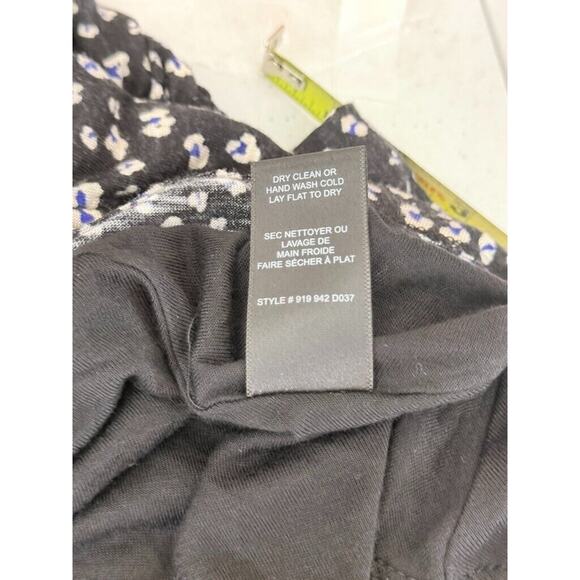 DRY CLEAN OR
HAND WASH COLD
LAY FLAT TO DRY
SEC NETTOYER OU
LAVAGE DE
MAIN FROIDE
FAIRE SÉCHER À PLAT
STYLE # 919 942 D037